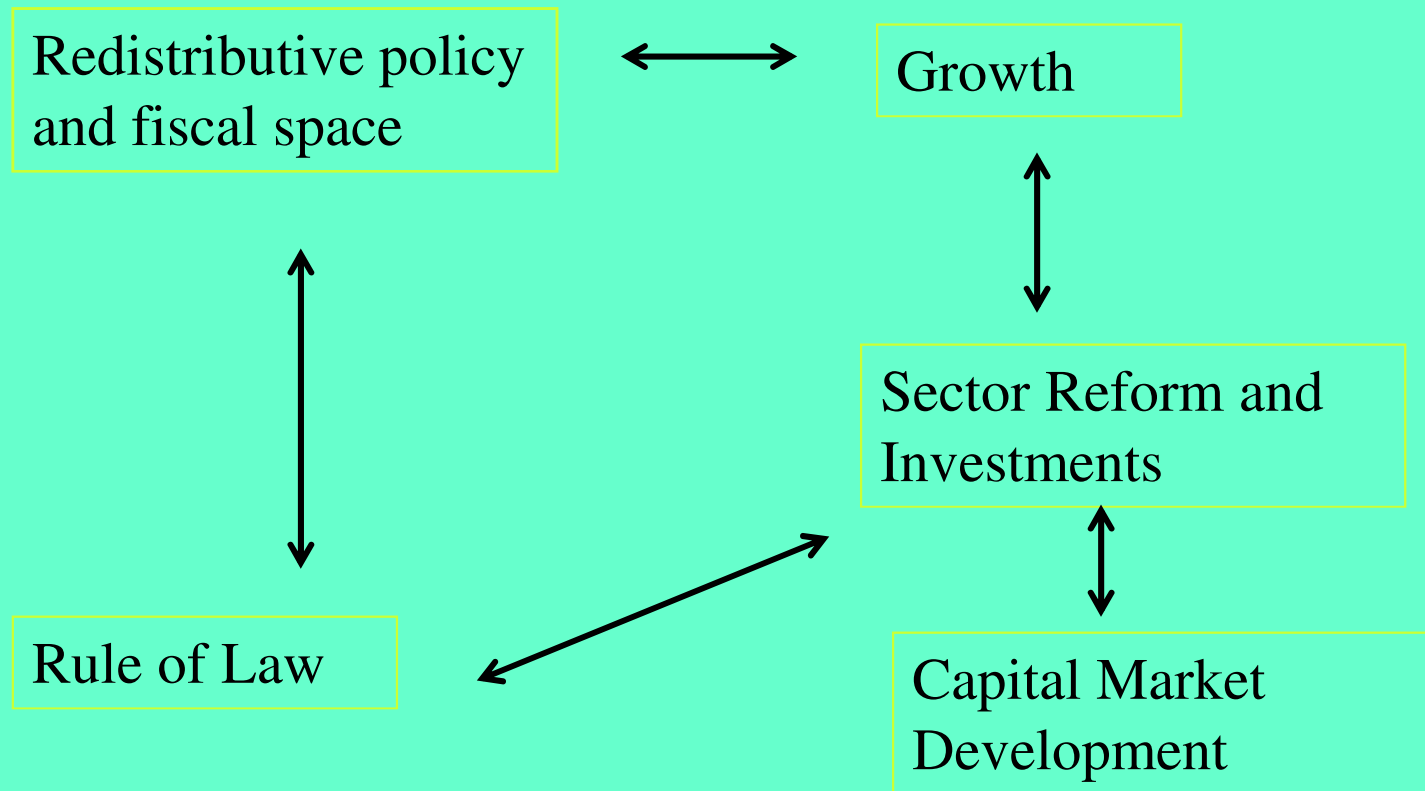 Redistributive policy
and fiscal space
Growth
Sector Reform and
Investments
Rule of Law
Capital Market
Development